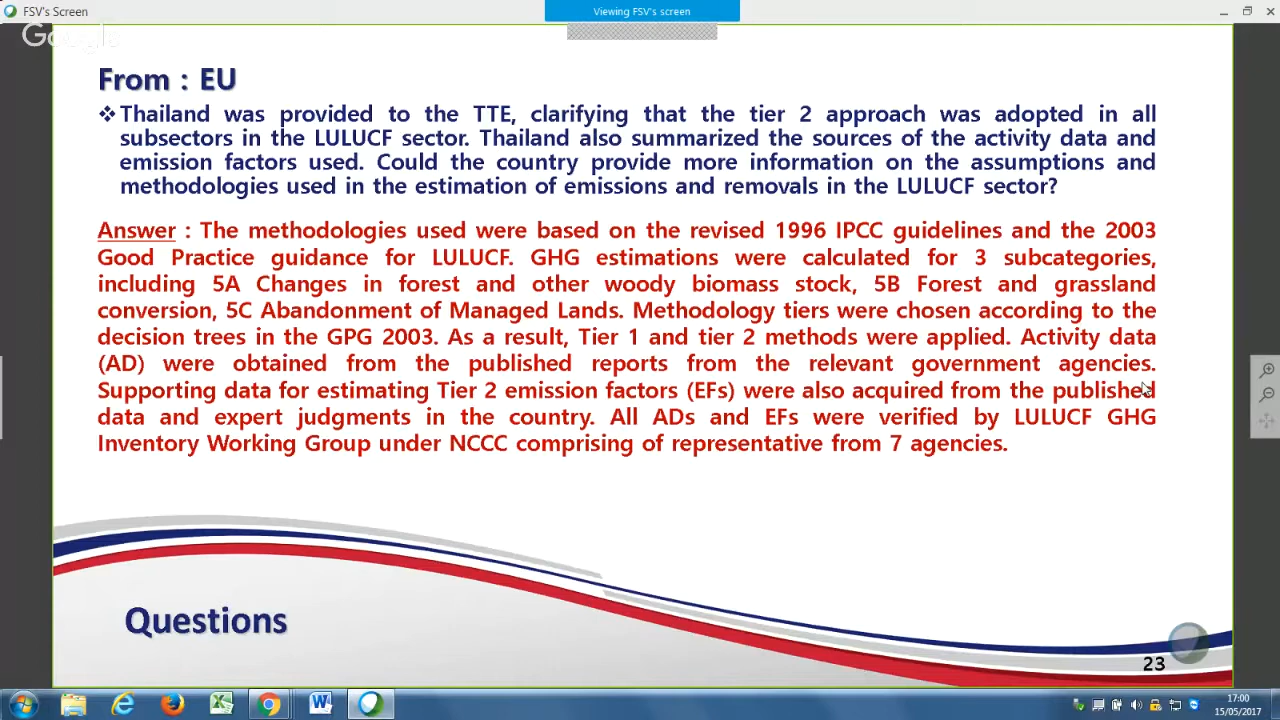 FSV's Screen
Viewing FSV's screen
Google
From : EU
❖Thailand was provided to the TTE, clarifying that the tier 2 approach was adopted in all
subsectors in the LULUCF sector. Thailand also summarized the sources of the activity data and
emission factors used. Could the country provide more information on the assumptions and
methodologies used in the estimation of emissions and removals in the LULUCF sector?
Answer : The methodologies used were based on the revised 1996 IPCC guidelines and the 2003
Good Practice guidance for LULUCF. GHG estimations were calculated for 3 subcategories,
including 5A Changes in forest and other woody biomass stock, 5B Forest and grassland
conversion, 5C Abandonment of Managed Lands. Methodology tiers were chosen according to the
decision trees in the GPG 2003. As a result, Tier 1 and tier 2 methods were applied. Activity data
(AD) were obtained from the published reports from the relevant government agencies.
Supporting data for estimating Tier 2 emission factors (EFs) were also acquired from the published
data and expert judgments in the country. All ADs and EFs were verified by LULUCF GHG
Inventory Working Group under NCCC comprising of representative from 7 agencies.
Questions
23
17:00
15/05/2017